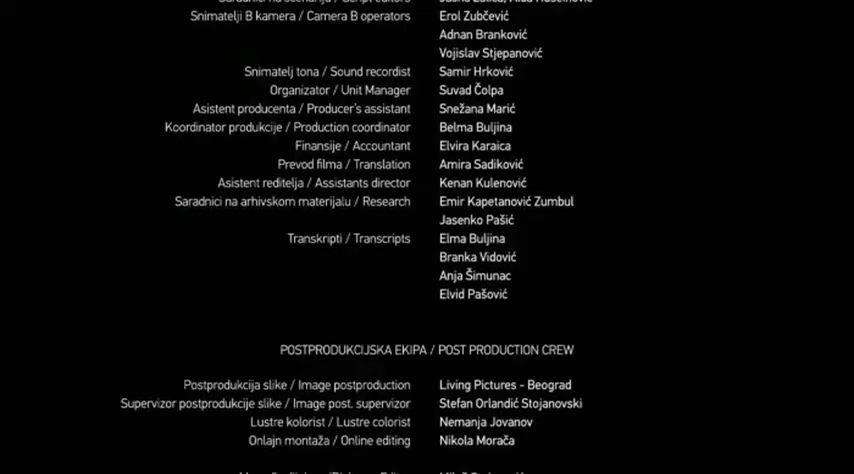 Snimatelji B kamera / Camera B operators Erol Zubčević
Adnan Branković
Vojislav Stjepanović
Snimatelj tona / Sound recordist Samir Hrković
Organizator / Unit Manager Suvad Čolpa
Asistent producenta / Producer's assistant Snežana Marić
Koordinator produkcije / Production coordinator Belma Buljina
Finansije / Accountant Elvira Karaica
Prevod filma / Translation Amira Sadiković
Asistent reditelja / Assistants director Kenan Kulenović
Saradnici na arhivskom materijalu / Research Emir Kapetanović Zumbul
Jasenko Pašić
Transkripti / Transcripts Elma Buljina
Branka Vidović
Anja Šimunac
Elvid Pašović
POSTPRODUKCIJSKA EKIPA / POST PRODUCTION CREW
Postprodukcija slike / Image postproduction Living Pictures - Beograd
Supervizor postprodukcije slike / Image post. supervizor Stefan Orlandić Stojanovski
Lustre kolorist / Lustre colorist Nemanja Jovanov
Onlajn montaža / Online editing Nikola Morača